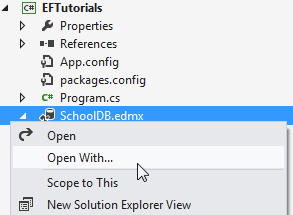 C# EFTutorials
Properties
References
App.config
packages.config
C# Program.cs
SchoolDB.edmx
Open
Open With...
Scope to This
New Solution Explorer View